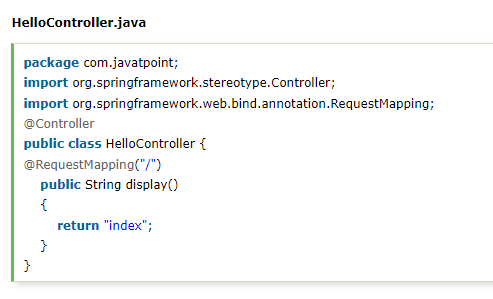 HelloController.java
package com.javatpoint;
import org.springframework.stereotype.Controller;
import org.springframework.web.bind.annotation.RequestMapping;
@Controller
public class HelloController {
@RequestMapping("/")
public String display()
{
return "index";
}
}